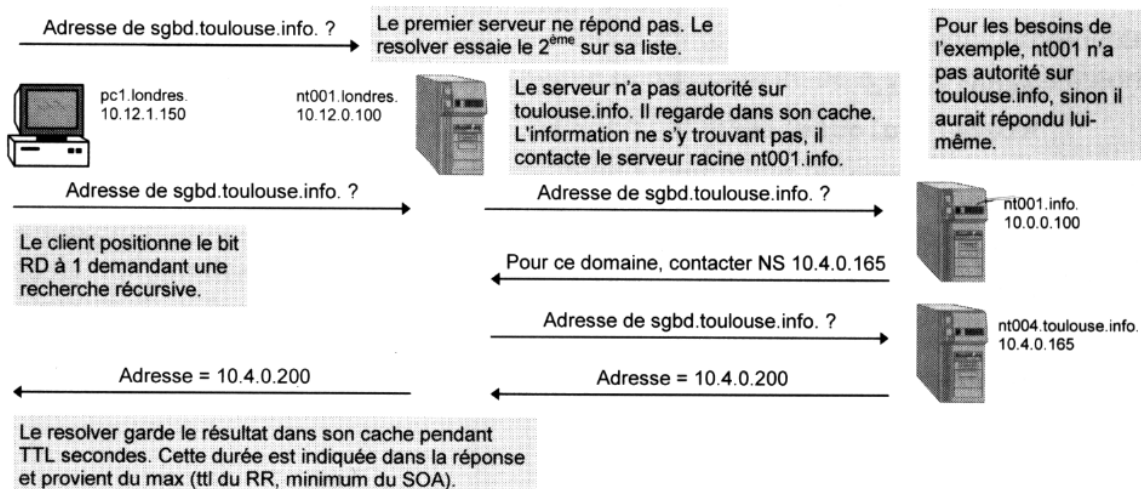 Adresse de sgbd.toulouse.info. ?
Le premier serveur ne répond pas. Le
resolver essaie le 2ème sur sa liste.
Pour les besoins de
l'exemple, nt001 n'a
pas autorité sur
toulouse.info, sinon il
aurait répondu lui-
même.
pc1.londres.
10.12.1.150
nt001.londres.
10.12.0.100
Le serveur n'a pas autorité sur
toulouse.info. Il regarde dans son cache.
L'information ne s'y trouvant pas, il
contacte le serveur racine nt001.info.
Adresse de sgbd.toulouse.info. ?
Adresse de sgbd.toulouse.info. ?
nt001.info.
10.0.0.100
Le client positionne le bit
RD à 1 demandant une
recherche récursive.
Pour ce domaine, contacter NS 10.4.0.165
Adresse de sgbd.toulouse.info. ?
nt004.toulouse.info.
10.4.0.165
Adresse = 10.4.0.200
Adresse = 10.4.0.200
Le resolver garde le résultat dans son cache pendant
TTL secondes. Cette durée est indiquée dans la réponse
et provient du max (ttl du RR, minimum du SOA).